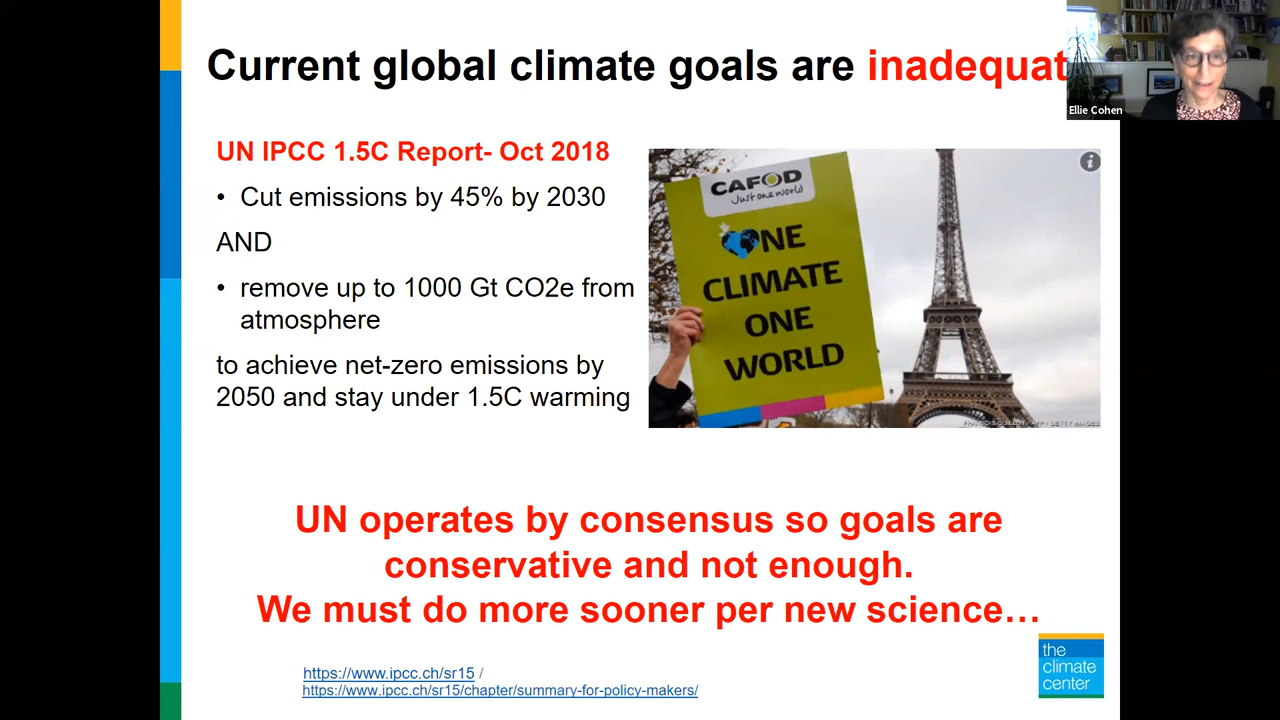 Current global climate goals are inadequat
Ellie Cohen
UN IPCC 1.5C Report- Oct 2018
• Cut emissions by 45% by 2030
AND
• remove up to 1000 Gt CO2e from
atmosphere
to achieve net-zero emissions by
2050 and stay under 1.5C warming
CAFOD
Just one world
ONE
CLIMATE
ONE
WORLD
UN operates by consensus so goals are
conservative and not enough.
We must do more sooner per new science…
https://www.ipcc.ch/sr15 /
https://www.ipcc.ch/sr15/chapter/summary-for-policy-makers/
the
climate
center